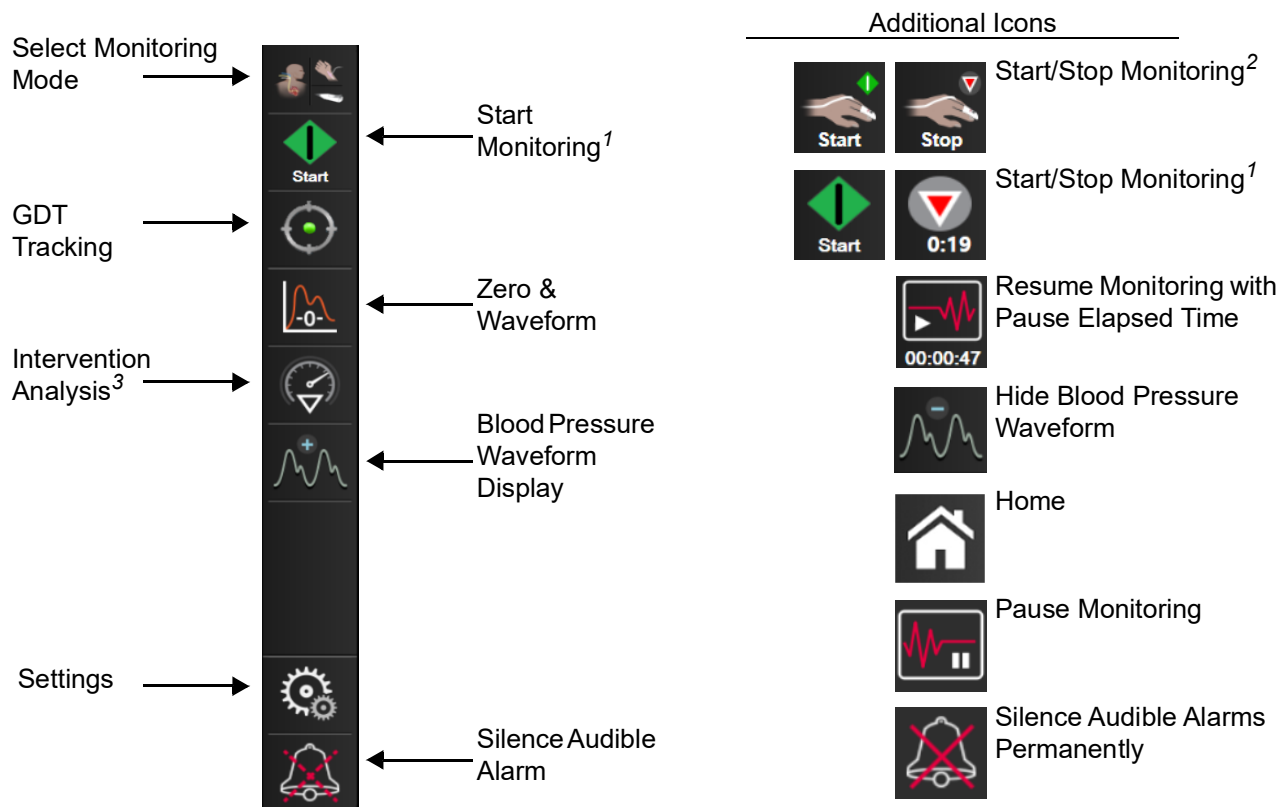 Additional Icons
Select Monitoring
Mode
Start
Monitoring1
Start
GDT
Tracking
Zero &
Waveform
-0-
Intervention
Analysis3
Blood Pressure
Waveform
Display
Settings
Silence Audible
Alarm
Start
Stop
Start/Stop Monitoring2
Start
0:19
Start/Stop Monitoring1
00:00:47
Resume Monitoring with
Pause Elapsed Time
Hide Blood Pressure
Waveform
Home
Pause Monitoring
Silence Audible Alarms
Permanently